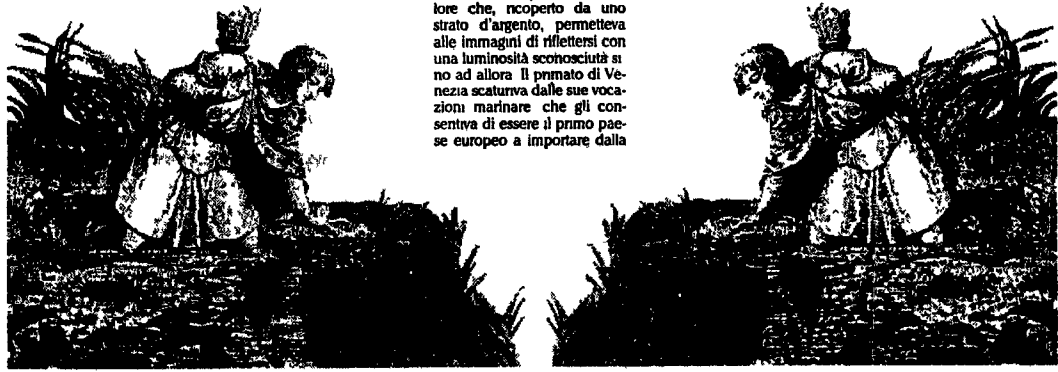 lore che, ricoperto da uno
strato d'argento, permetteva
alle immagini di riflettersi con
una luminosità sconosciuta si
no ad allora Il primato di Ve-
nezia scaturiva dalle sue voca-
zioni marinare che gli con-
sentiva di essere il primo pae-
se europeo a importare dalla